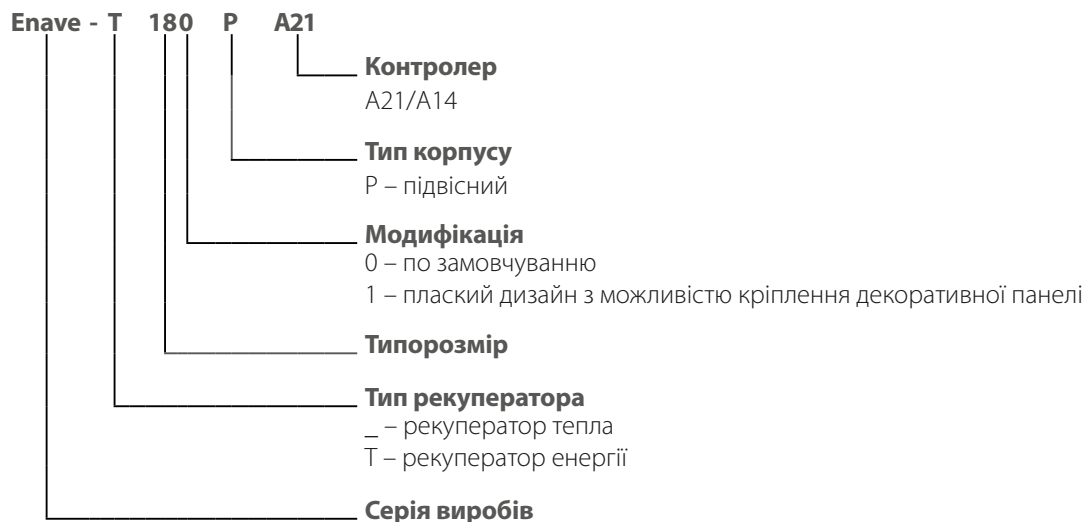 Enave - T 180 P A21
Контролер
A21/A14
Тип корпусу
P – підвісний
Модифікація
0 – по замовчуванню
1 – плаский дизайн з можливістю кріплення декоративної панелі
Типорозмір
Тип рекуператора
_ – рекуператор тепла
T – рекуператор енергії
Серія виробів